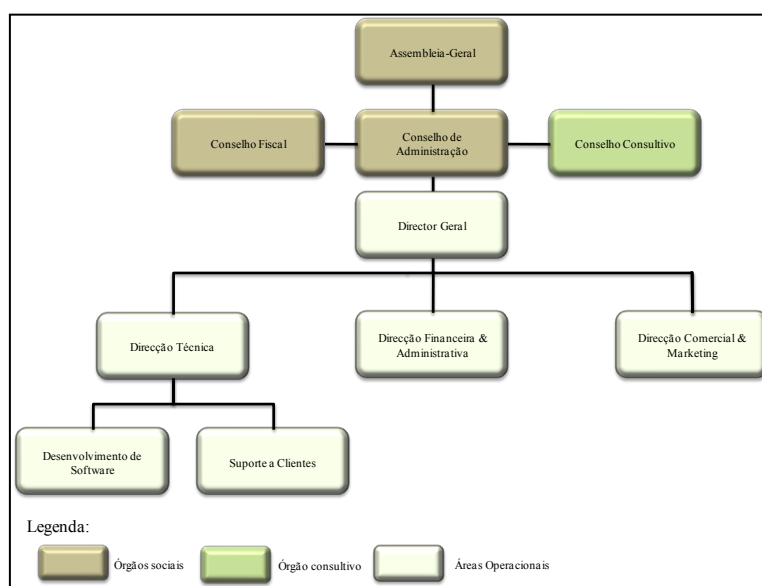 Assembleia-Geral
Conselho Fiscal
Conselho de
Administração
Conselho Consultivo
Director Geral
Direcção Técnica
Direcção Financeira &
Administrativa
Direcção Comercial &
Marketing
Desenvolvimento de
Software
Suporte a Clientes
Legenda:
Órgãos sociais
Órgão consultivo
Áreas Operacionais